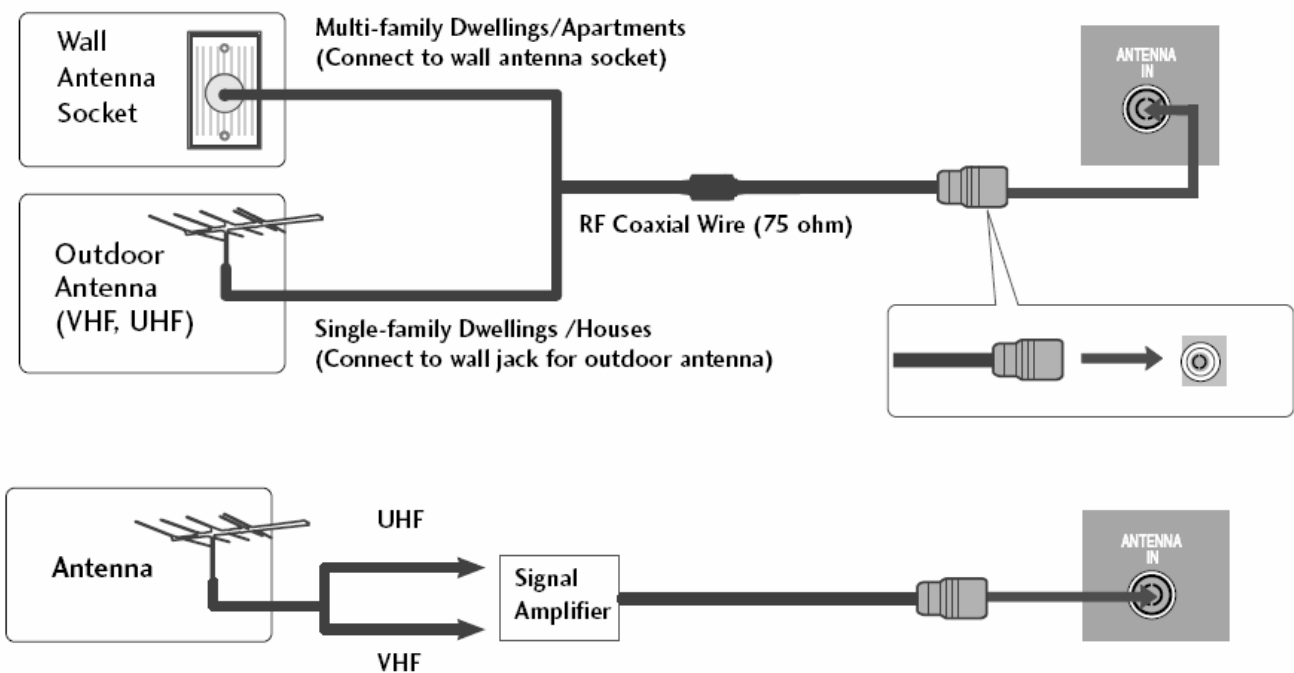 Wall
Antenna
Socket
Multi-family Dwellings/Apartments
(Connect to wall antenna socket)
ANTENNA
IN
RF Coaxial Wire (75 ohm)
Outdoor
Antenna
(VHF, UHF)
Single-family Dwellings /Houses
(Connect to wall jack for outdoor antenna)
Antenna
UHF
VHF
Signal
Amplifier
ANTENNA
IN